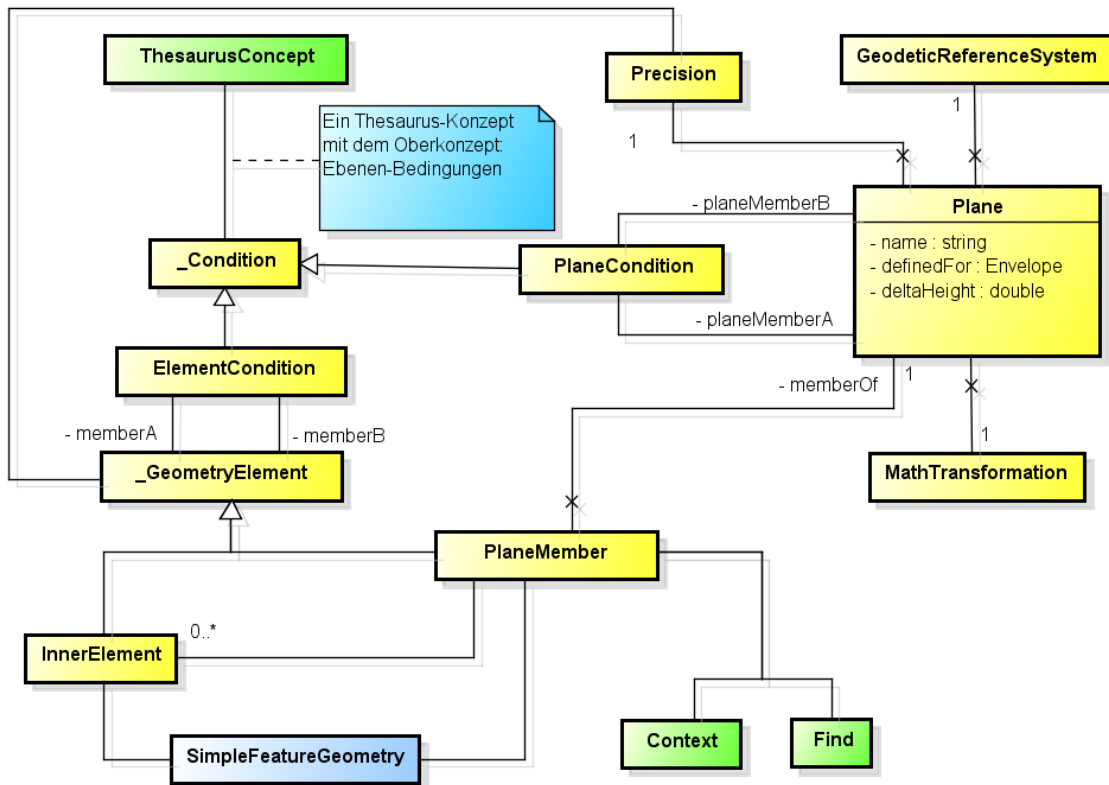 ThesaurusConcept
Precision
GeodeticReferenceSystem
Ein Thesaurus-Konzept
mit dem Oberkonzept:
Ebenen-Bedingungen
1
1
_Condition
PlaneCondition
- planeMemberB
- planeMemberA
Plane
- name : string
- definedFor : Envelope
- deltaHeight : double
ElementCondition
- memberA
- memberB
- memberOf
1
1
_GeometryElement
MathTransformation
PlaneMember
0..*
InnerElement
SimpleFeatureGeometry
Context
Find